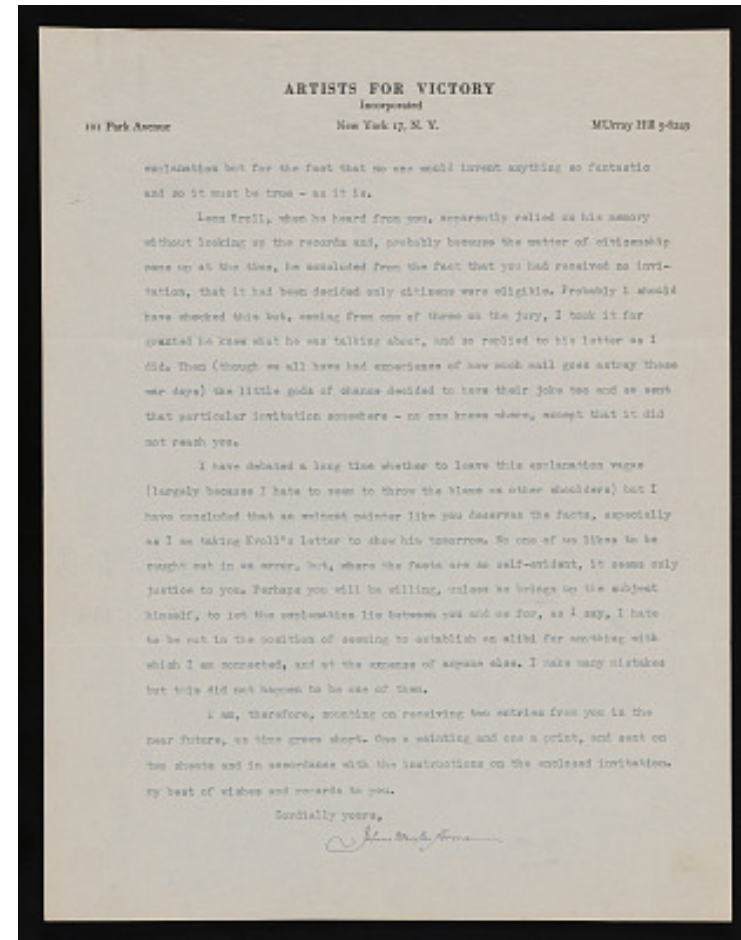 ARTISTS FOR VICTORY
Incorporated
101 Park Avenue
New York 17, N. Y.
MUrray Hill 5-8249
explanation but for the fact that no one would invent anything so fantastic
and so it must be true - as it is.
Leon Kroll, when he heard from you, apparently relied on his memory
without looking up the records and, probably because the matter of citizenship
came up at the time, he concluded from the fact that you had received no invi-
tation, that it had been decided only citizens were eligible. Probably I should
have checked this but, coming from one of those on the jury, I took it for
granted he knew what he was talking about, and so replied to his letter as I
did. Then (though we all have had experience of how much mail goes astray these
war days) the little gods of chance decided to have their joke too and so sent
that particular invitation somewhere - no one knows where, except that it did
not reach you.
I have debated a long time whether to leave this explanation vague
(largely because I hate to seem to throw the blame on other shoulders) but I
have concluded that an eminent painter like you deserves the facts, especially
as I am taking Kroll's letter to show him tomorrow. No one of us likes to be
caught out in an error, but, where the facts are so self-evident, it seems only
justice to you. Perhaps you will be willing, unless he brings up the subject
himself, to let the explanation lie between you and me for, as I say, I hate
to be put in the position of seeming to establish an alibi for anything with
which I am connected, and at the expense of anyone else. I make many mistakes
but this did not happen to be one of them.
I am, therefore, counting on receiving two entries from you in the
near future, as time grows short. One a painting and one a print, and sent on
two sheets and in accordance with the instructions on the enclosed invitation.
My best of wishes and regards to you.
Cordially yours,
John